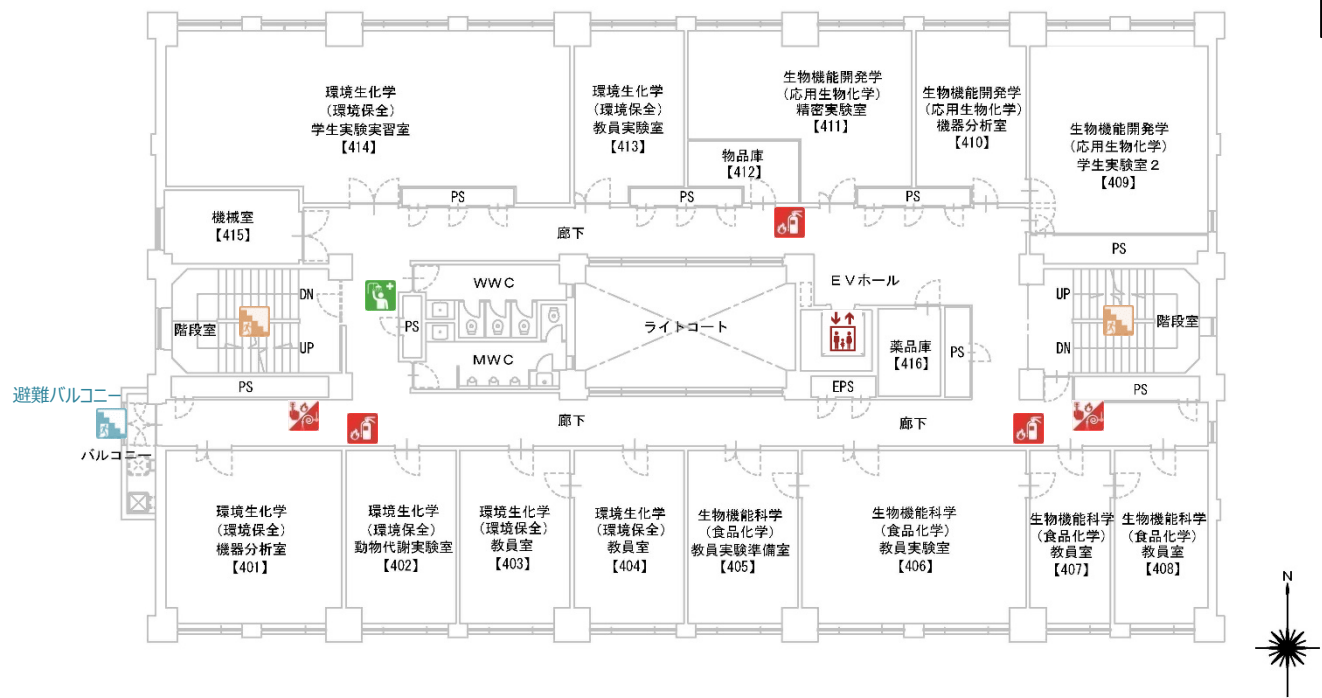 環境生化学
(環境保全)
学生実験実習室
【414】
環境生化学
(環境保全)
教員実験室
【413】
生物機能開発学
(応用生物化学)
精密実験室
【411】
生物機能開発学
(応用生物化学)
機器分析室
【410】
生物機能開発学
(応用生物化学)
学生実験室2
【409】
物品庫
【412】
PS
PS
PS
機械室
【415】
廊下
PS
WWC
EVホール
DN
UP
階段室
UP
DN
階段室
PS
ライトコート
MWC
薬品庫
【416】
PS
EPS
PS
PS
避難バルコニー
バルコニー
廊下
廊下
環境生化学
(環境保全)
機器分析室
【401】
環境生化学
(環境保全)
動物代謝実験室
【402】
環境生化学
(環境保全)
教員室
【403】
環境生化学
(環境保全)
教員室
【404】
生物機能科学
(食品化学)
教員実験準備室
【405】
生物機能科学
(食品化学)
教員実験室
【406】
生物機能科学
(食品化学)
教員室
【407】
生物機能科学
(食品化学)
教員室
【408】
N